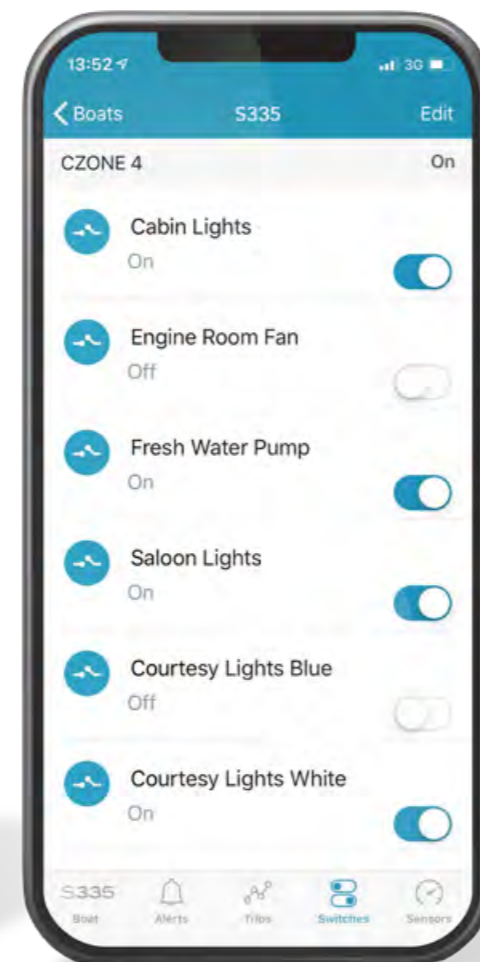 13:52
3G
Boats
S335
Edit
CZONE 4
On
Cabin Lights
On
Engine Room Fan
Off
Fresh Water Pump
On
Saloon Lights
On
Courtesy Lights Blue
Off
Courtesy Lights White
On
S335
Boat
Alerts
Trips
Switches
Sensors